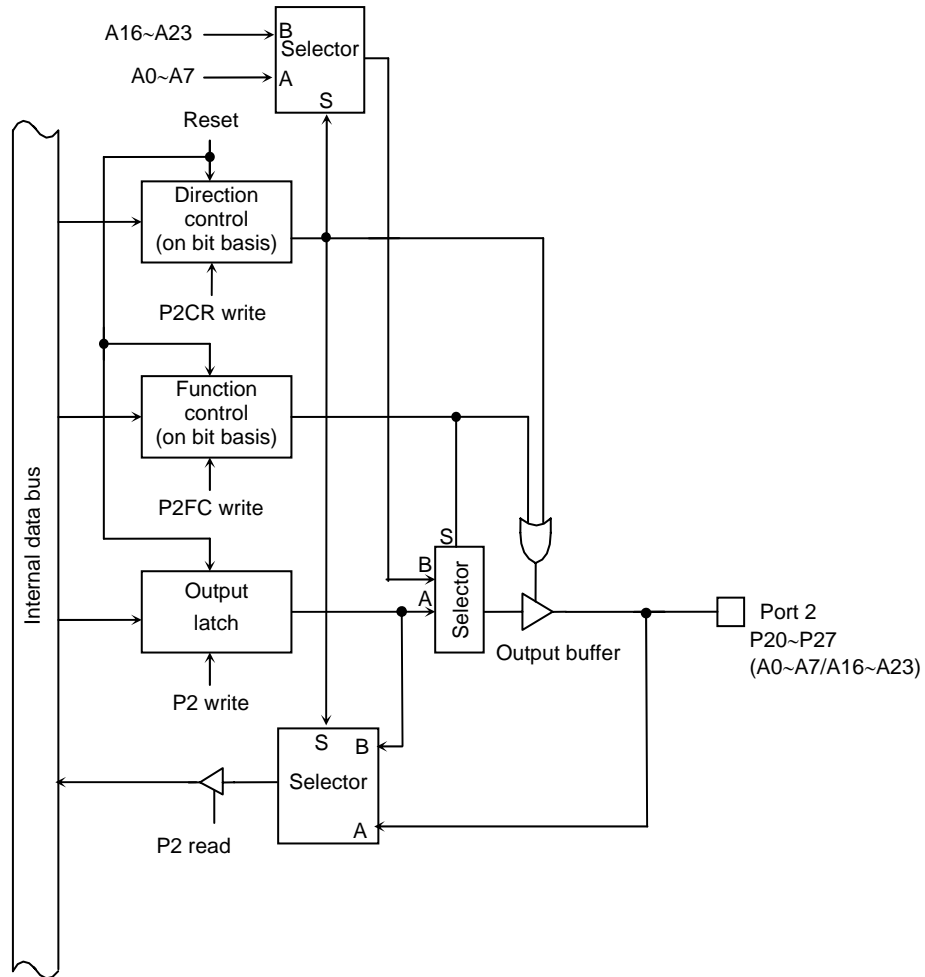 A16~A23
B
Selector
A0~A7
A
S
Reset
Direction
control
(on bit basis)
P2CR write
Function
control
(on bit basis)
P2FC write
Internal data bus
S
B
A
Selector
Output
latch
Output buffer
Port 2
P20~P27
(A0~A7/A16~A23)
P2 write
S
B
Selector
A
P2 read